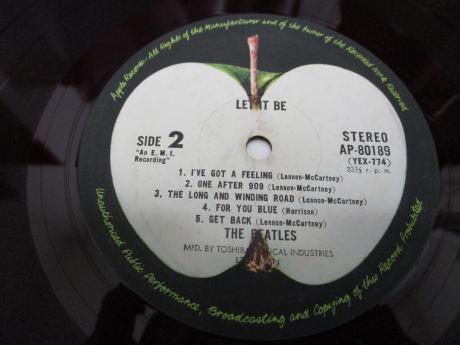 Apple Records-All Rights of the Manufacturer and of the Owner of the Recorded Work Reserved
LET IT BE
SIDE 2
"An E.M.I. Recording"
STEREO
AP-80189
(YEX-774)
33⅓ r.p.m.
1. I'VE GOT A FEELING (Lennon-McCartney)
2. ONE AFTER 909 (Lennon-McCartney)
3. THE LONG AND WINDING ROAD (Lennon-McCartney)
4. FOR YOU BLUE (Harrison)
5. GET BACK (Lennon-McCartney)
THE BEATLES
MFD. BY TOSHIBA MUSICAL INDUSTRIES
Unauthorised Public Performance, Broadcasting and Copying of this Record Prohibited